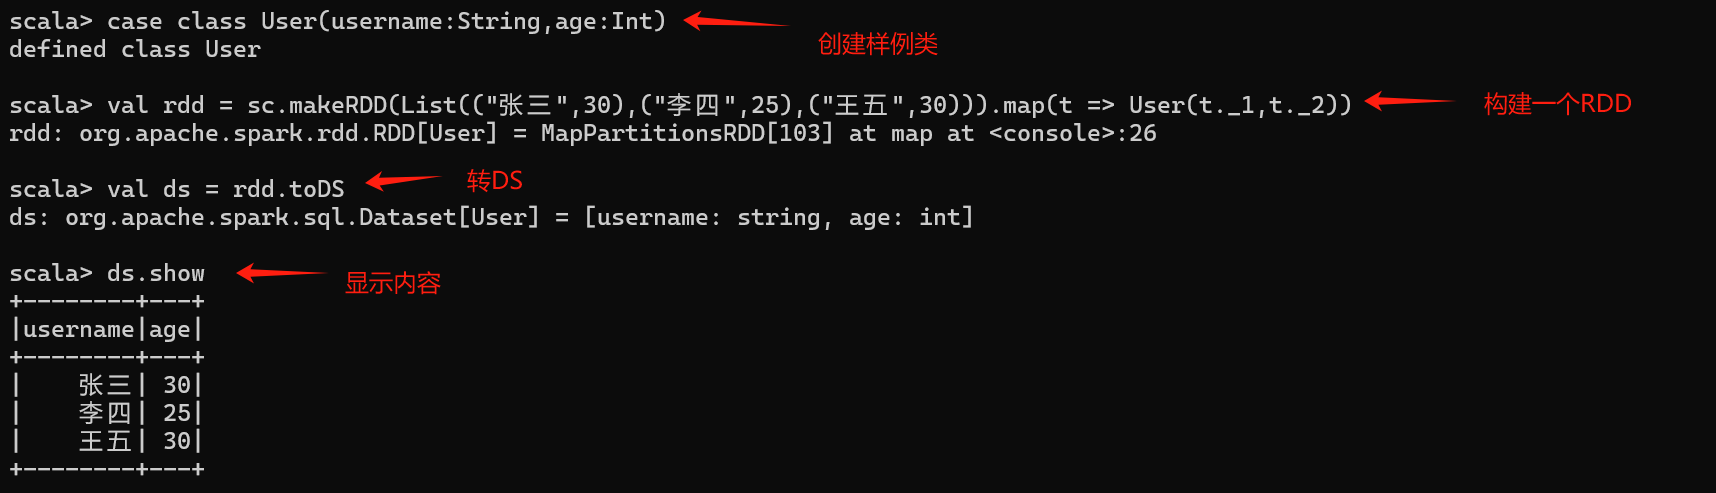 scala> case class User(username:String,age:Int)
创建样例类
defined class User
scala> val rdd = sc.makeRDD(List(("张三",30),("李四",25),("王五",30))).map(t => User(t._1,t._2))
构建一个RDD
rdd: org.apache.spark.rdd.RDD[User] = MapPartitionsRDD[103] at map at <console>:26
scala> val ds = rdd.toDS
转DS
ds: org.apache.spark.sql.Dataset[User] = [username: string, age: int]
scala> ds.show
显示内容
+--------+---+
|username|age|
+--------+---+
|    张三| 30|
|    李四| 25|
|    王五| 30|
+--------+---+